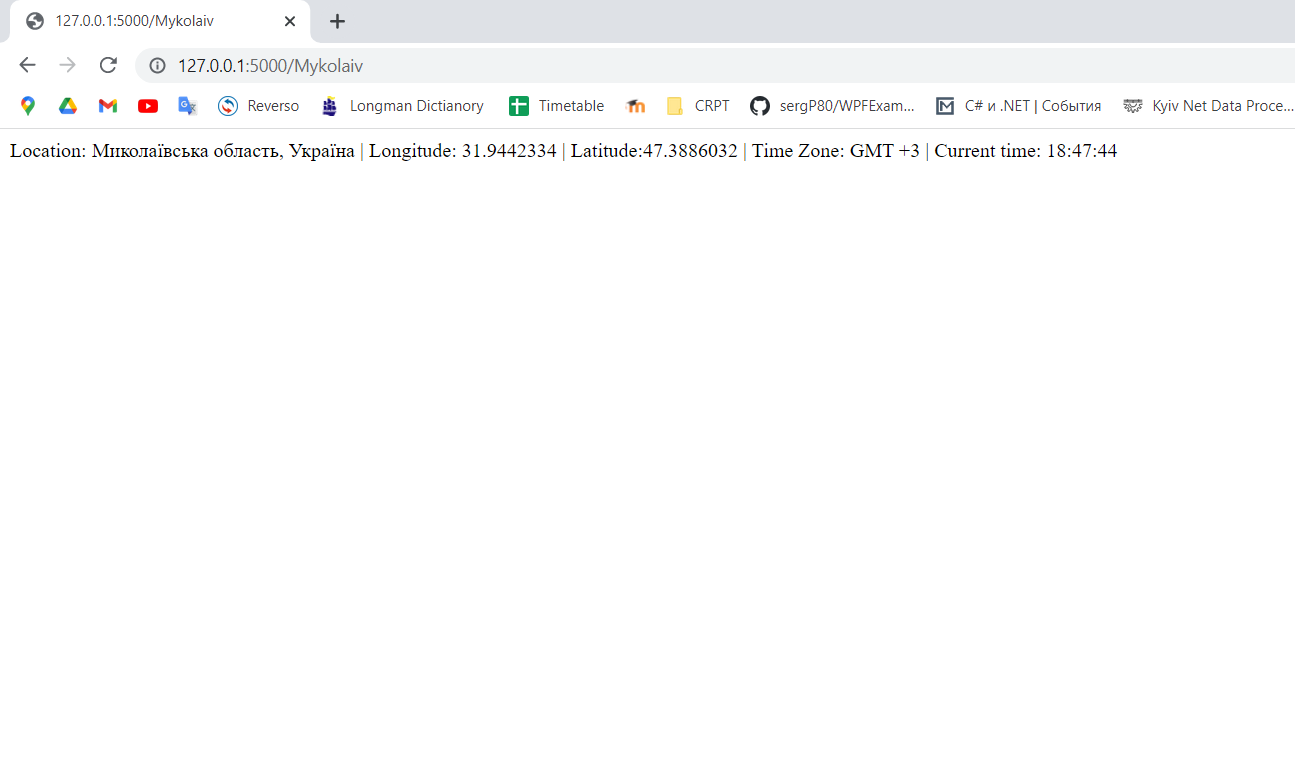 127.0.0.1:5000/Mykolaiv
127.0.0.1:5000/Mykolaiv
Reverso Longman Dictianory Timetable CRPT sergP80/WPFExam... C# и .NET | События Kyiv Net Data Proce...
Location: Миколаївська область, Україна | Longitude: 31.9442334 | Latitude:47.3886032 | Time Zone: GMT +3 | Current time: 18:47:44